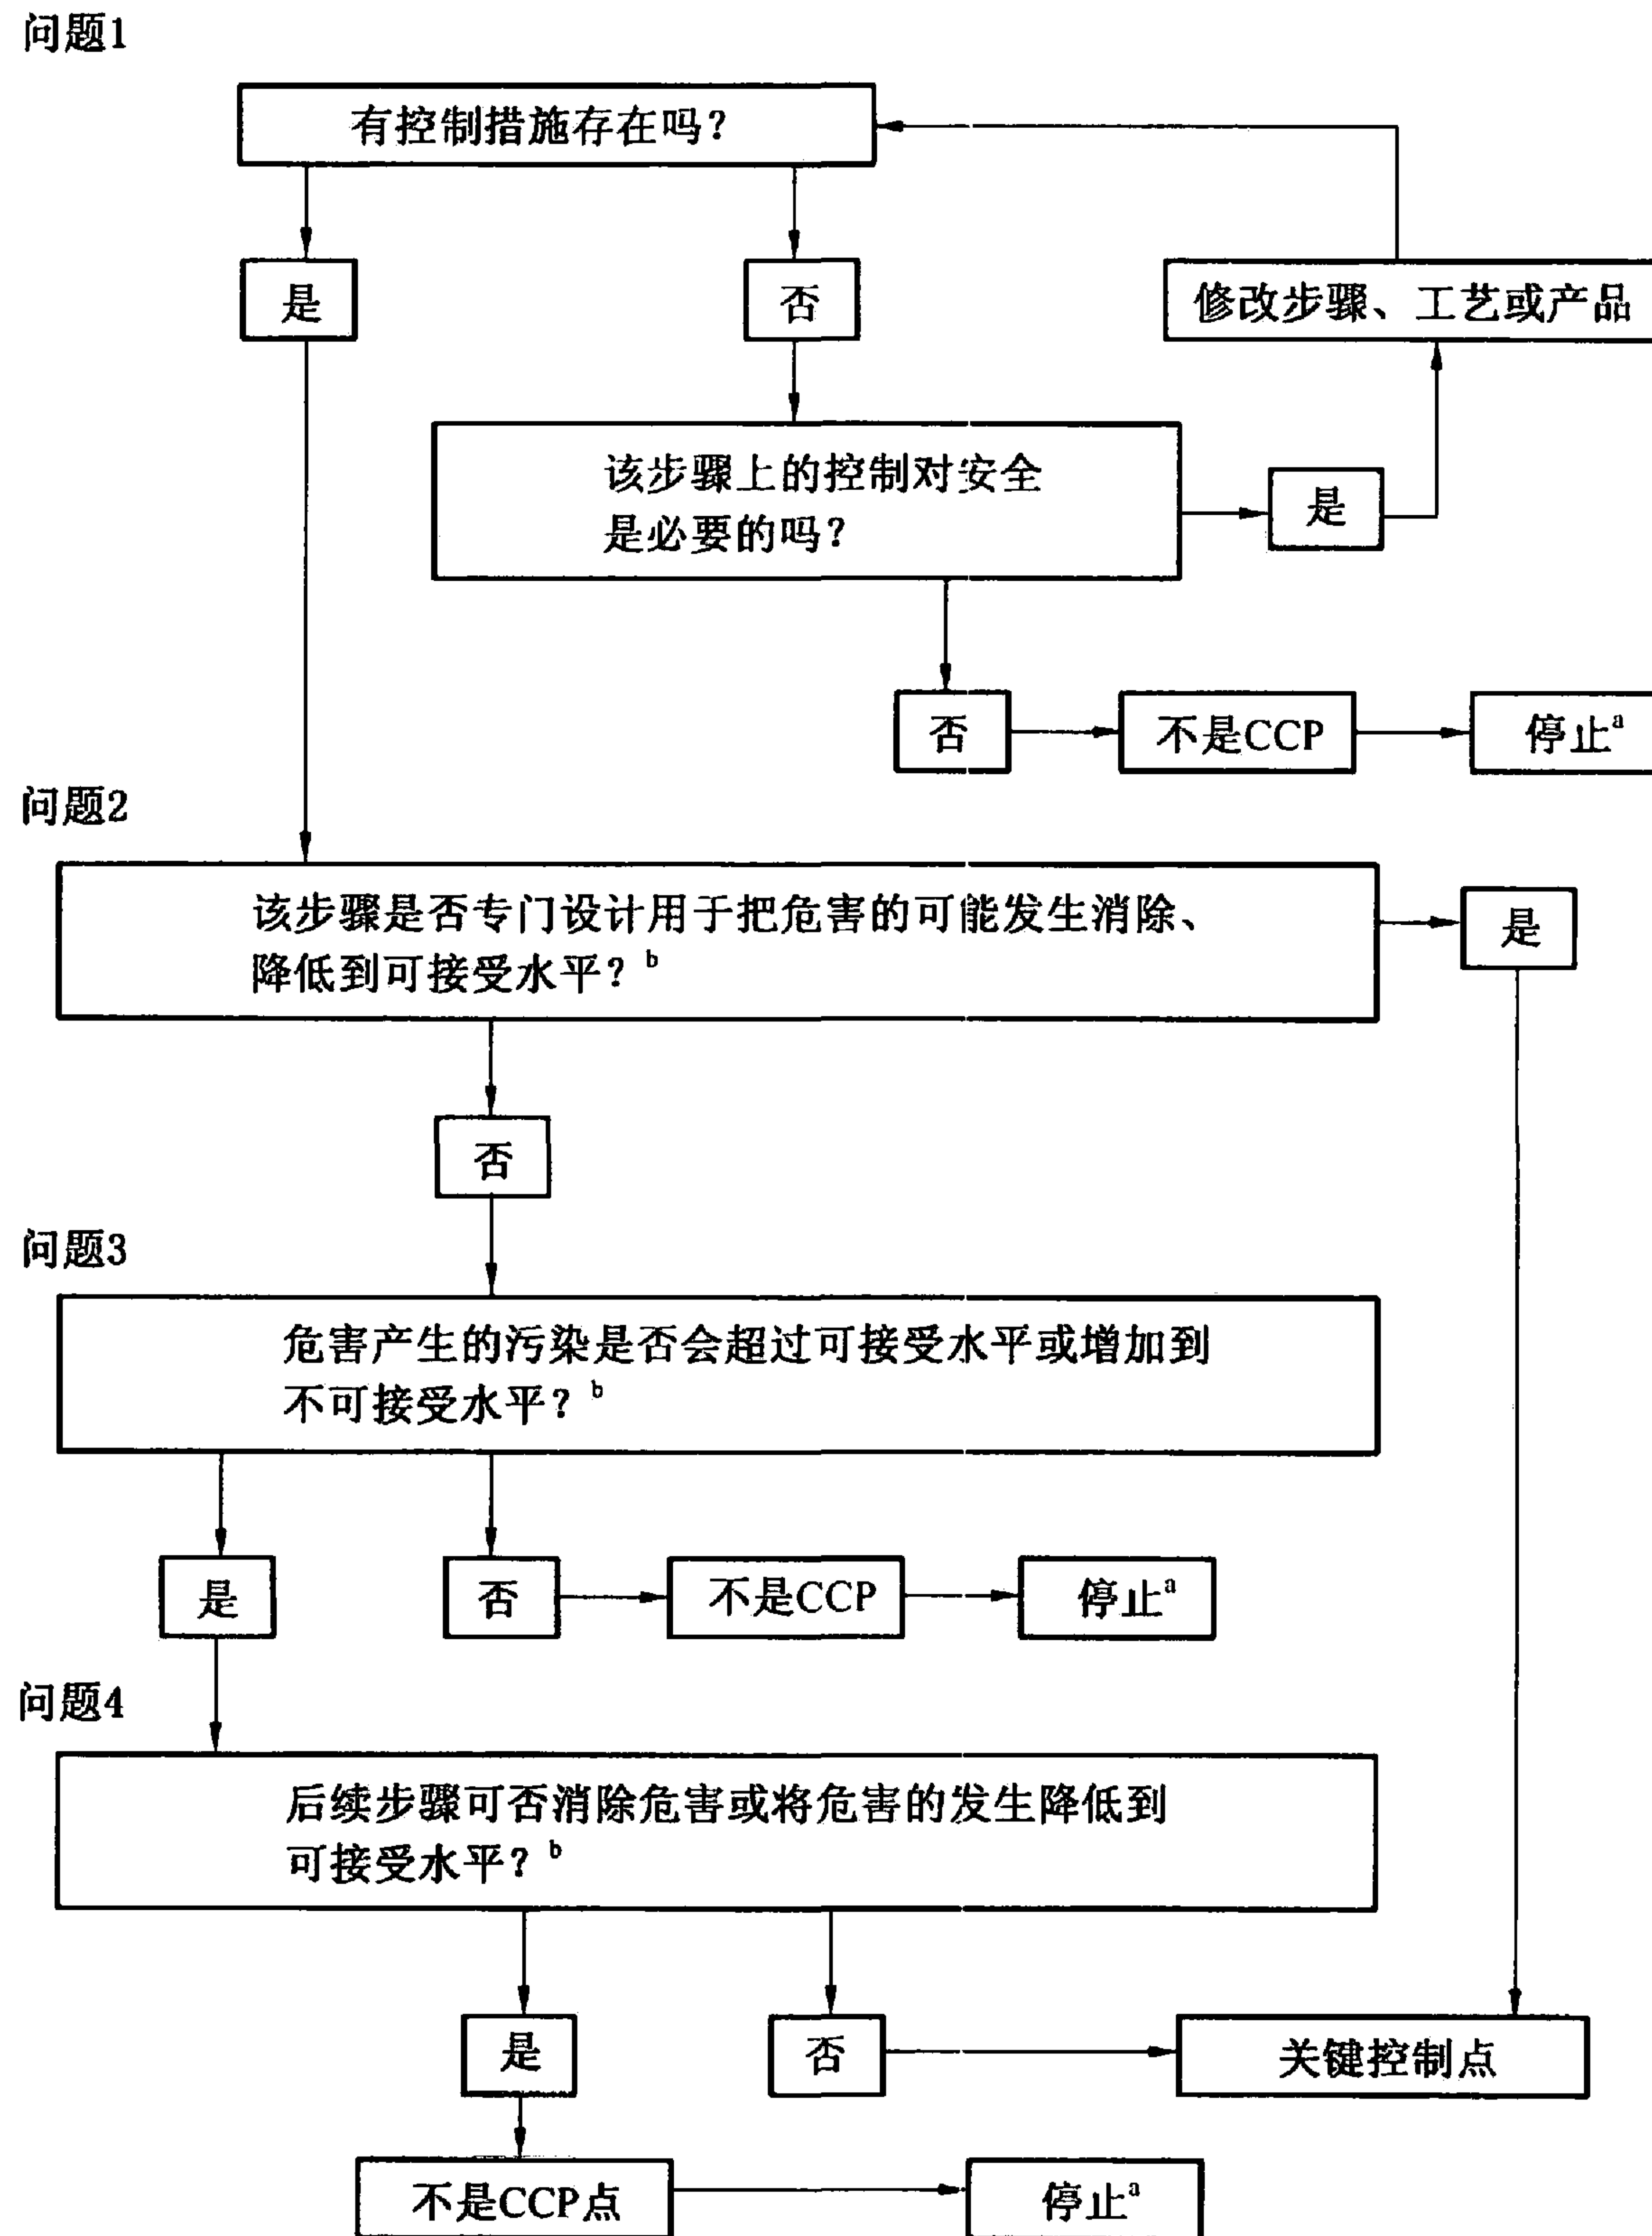 问题1
有控制措施存在吗?
是
否
修改步骤、工艺或产品
该步骤上的控制对安全
是必要的吗?
是
否
不是CCP
停止a
问题2
该步骤是否专门设计用于把危害的可能发生消除、
降低到可接受水平? b
是
否
问题3
危害产生的污染是否会超过可接受水平或增加到
不可接受水平? b
是
否
不是CCP
停止a
问题4
后续步骤可否消除危害或将危害的发生降低到
可接受水平? b
是
否
关键控制点
不是CCP点
停止a